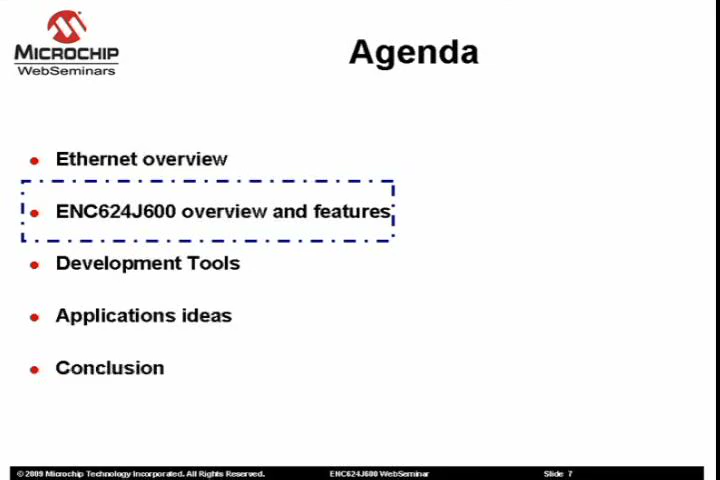 MICROCHIP
WebSeminars
Agenda
Ethernet overview
ENC624J600 overview and features
Development Tools
Applications ideas
Conclusion
© 2009 Microchip Technology Incorporated. All Rights Reserved. ENC624J600 WebSeminar Slide 7